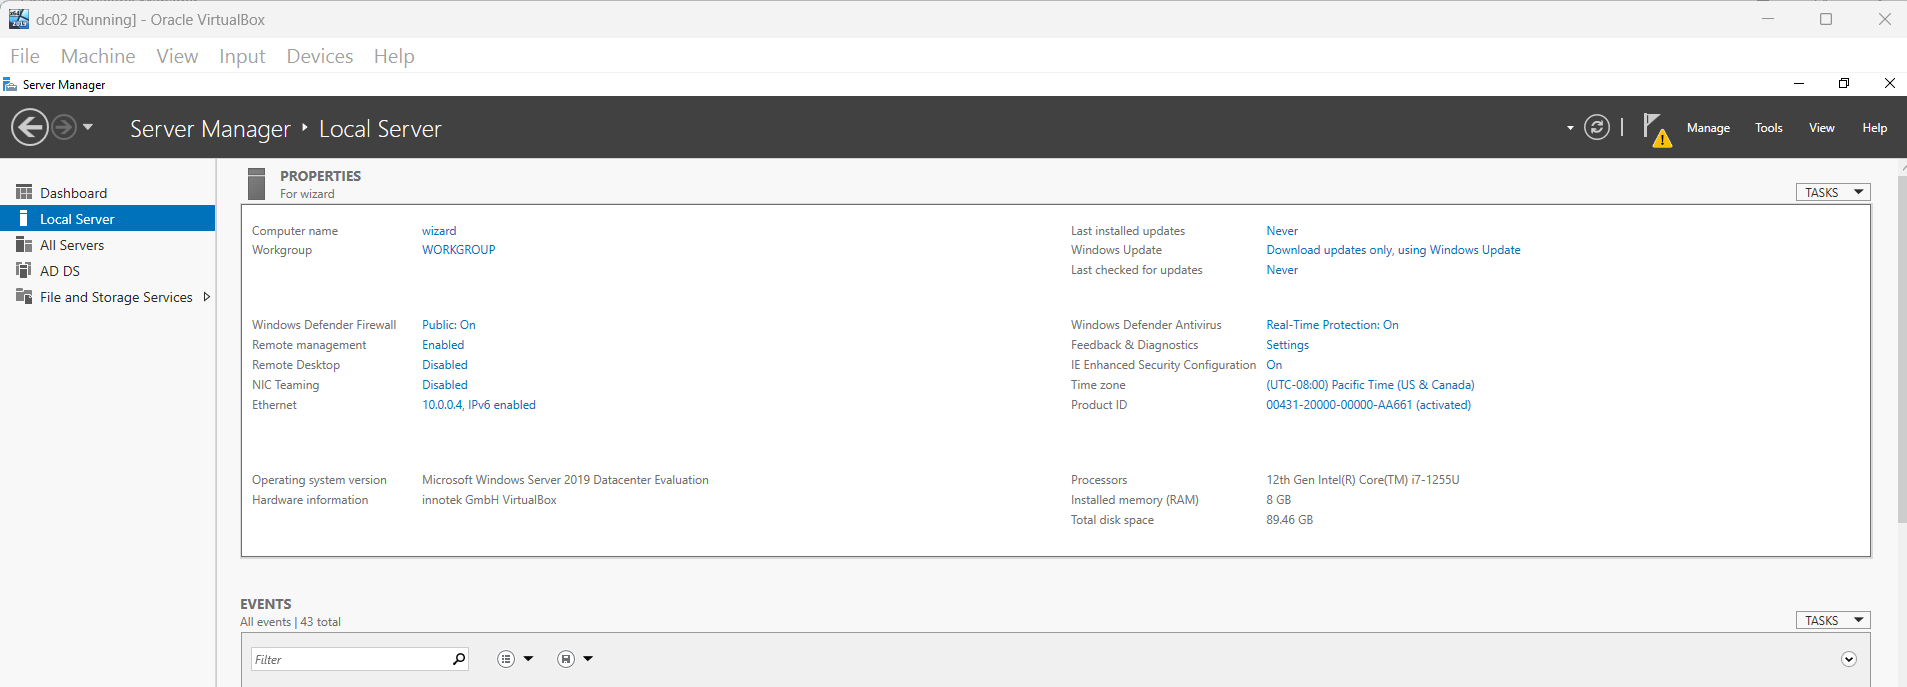 dc02 [Running] - Oracle VirtualBox
File Machine View Input Devices Help
Server Manager
Server Manager Local Server
Manage Tools View Help
Dashboard
Local Server
All Servers
AD DS
File and Storage Services
PROPERTIES
For wizard
TASKS
Computer name wizard
Workgroup WORKGROUP
Last installed updates Never
Windows Update Download updates only, using Windows Update
Last checked for updates Never
Windows Defender Firewall Public: On
Remote management Enabled
Remote Desktop Disabled
NIC Teaming Disabled
Ethernet 10.0.0.4, IPv6 enabled
Windows Defender Antivirus Real-Time Protection: On
Feedback & Diagnostics Settings
IE Enhanced Security Configuration On
Time zone (UTC-08:00) Pacific Time (US & Canada)
Product ID 00431-20000-00000-AA661 (activated)
Operating system version Microsoft Windows Server 2019 Datacenter Evaluation
Hardware information innotek GmbH VirtualBox
Processors 12th Gen Intel(R) Core(TM) i7-1255U
Installed memory (RAM) 8 GB
Total disk space 89.46 GB
EVENTS
All events | 43 total
TASKS
Filter